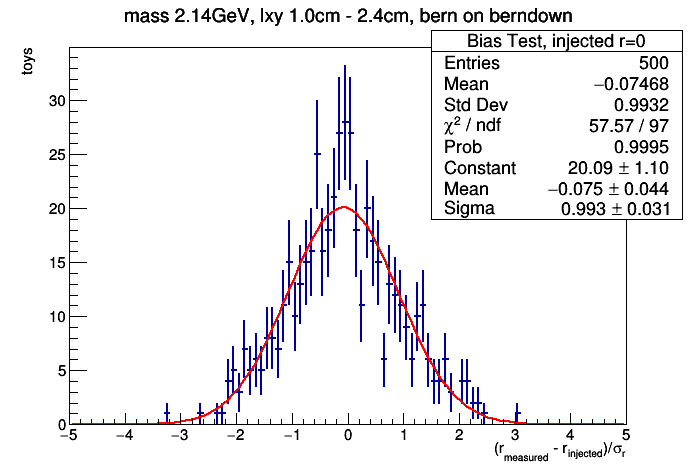 mass 2.14GeV, lxy 1.0cm - 2.4cm, bern on berndown
Bias Test, injected r=0
Entries 500
Mean −0.07468
Std Dev 0.9932
χ² / ndf 57.57 / 97
Prob 0.9995
Constant 20.09 ± 1.10
Mean −0.075 ± 0.044
Sigma 0.993 ± 0.031
toys
30
25
20
15
10
5
0
−5 −4 −3 −2 −1 0 1 2 3 4 5
(r_measured - r_injected)/σ_r